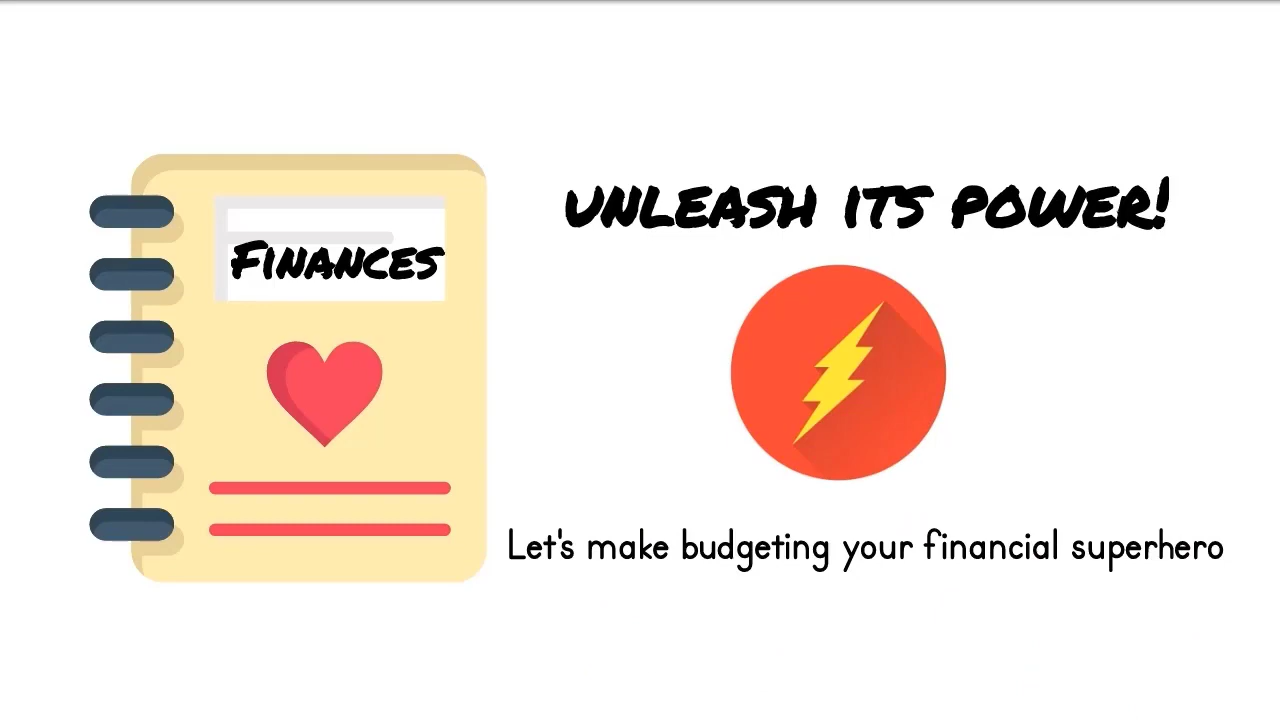 UNLEASH ITS POWER!
FINANCES
Let's make budgeting your financial superhero